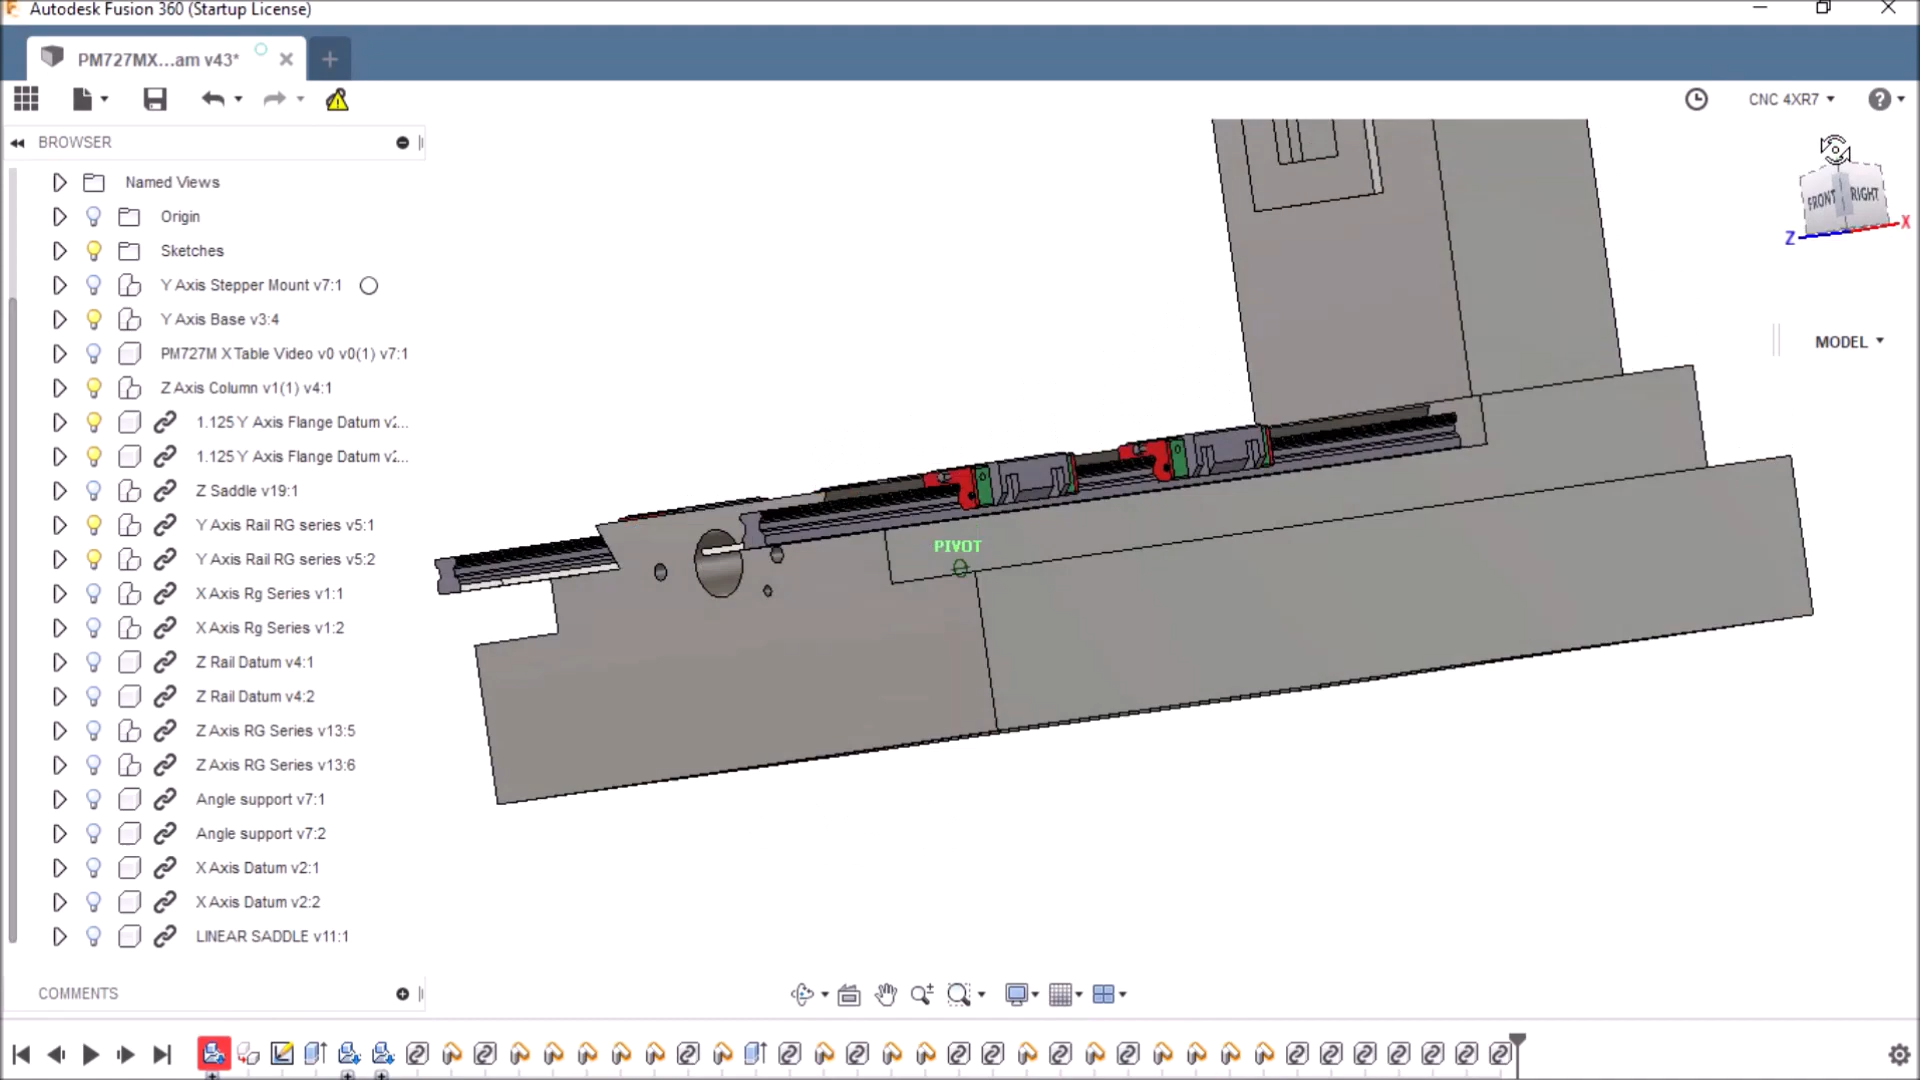 Autodesk Fusion 360 (Startup License)
PM727MX...am v43*
CNC 4XR7
BROWSER
Named Views
Origin
Sketches
Y Axis Stepper Mount v7:1
Y Axis Base v3:4
PM727M X Table Video v0 v0(1) v7:1
Z Axis Column v1(1) v4:1
1.125 Y Axis Flange Datum v2...
1.125 Y Axis Flange Datum v2...
Z Saddle v19:1
Y Axis Rail RG series v5:1
Y Axis Rail RG series v5:2
X Axis Rg Series v1:1
X Axis Rg Series v1:2
Z Rail Datum v4:1
Z Rail Datum v4:2
Z Axis RG Series v13:5
Z Axis RG Series v13:6
Angle support v7:1
Angle support v7:2
X Axis Datum v2:1
X Axis Datum v2:2
LINEAR SADDLE v11:1
COMMENTS
PIVOT
FRONT RIGHT
X
Z
MODEL